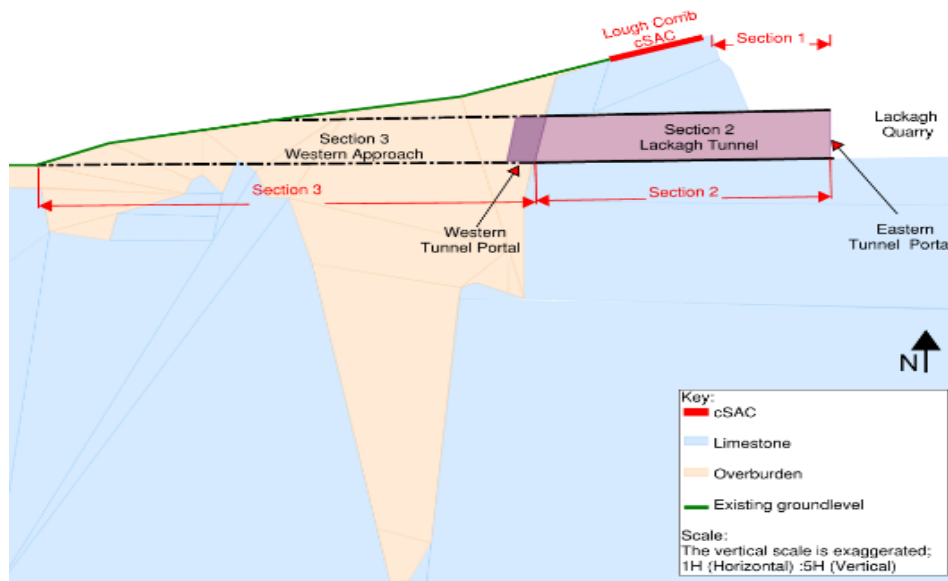 Lough Corrib
cSAC
Section 1
Section 3
Western Approach
Section 2
Lackagh Tunnel
Lackagh
Quarry
Section 3
Section 2
Western
Tunnel Portal
Eastern
Tunnel Porta
N
Key:
cSAC
Limestone
Overburden
Existing groundlevel
Scale:
The vertical scale is exaggerated;
1H (Horizontal) :5H (Vertical)